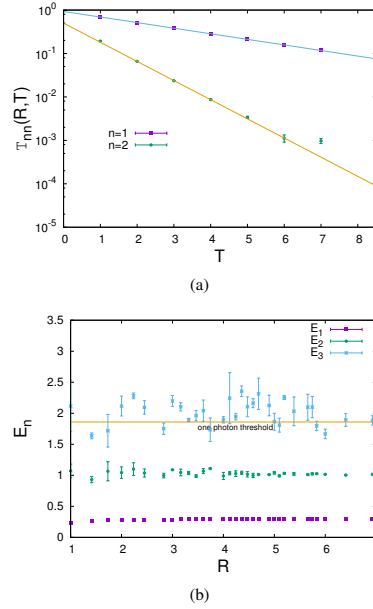 10^0
10^-1
10^-2
10^-3
10^-4
10^-5
𝕋_nn(R,T)
n=1
n=2
0 1 2 3 4 5 6 7 8
T
(a)
3.5
3
2.5
2
1.5
1
0.5
0
E_n
E_1
E_2
E_3
one photon threshold
1 2 3 4 5 6
R
(b)